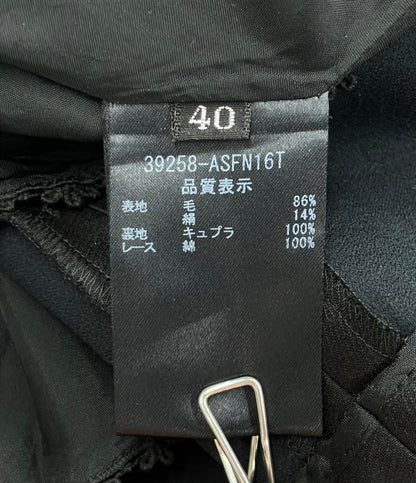 40
39258-ASFN16T
品質表示
表地 毛 86%
絹 14%
裏地 キュプラ 100%
レース 綿 100%